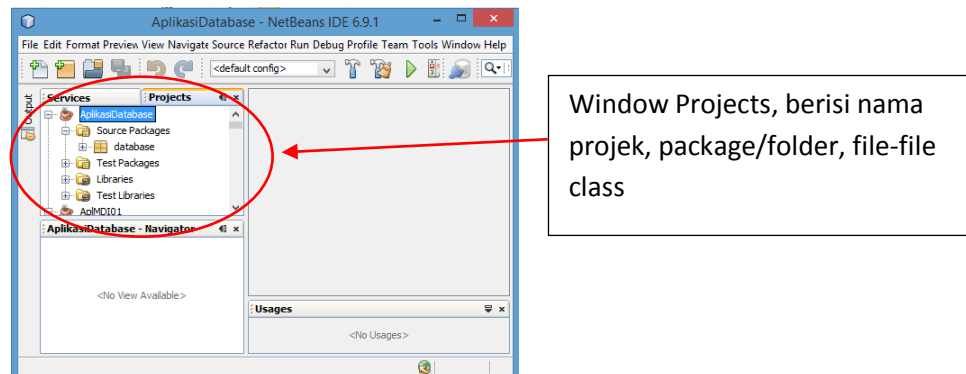 AplikasiDatabase - NetBeans IDE 6.9.1
File Edit Format Preview View Navigate Source Refactor Run Debug Profile Team Tools Window Help
<default config>
Output
Services Projects
AplikasiDatabase
Source Packages
database
Test Packages
Libraries
Test Libraries
AplMDI01
AplikasiDatabase - Navigator
<No View Available>
Usages
<No Usages>
Window Projects, berisi nama
projek, package/folder, file-file
class